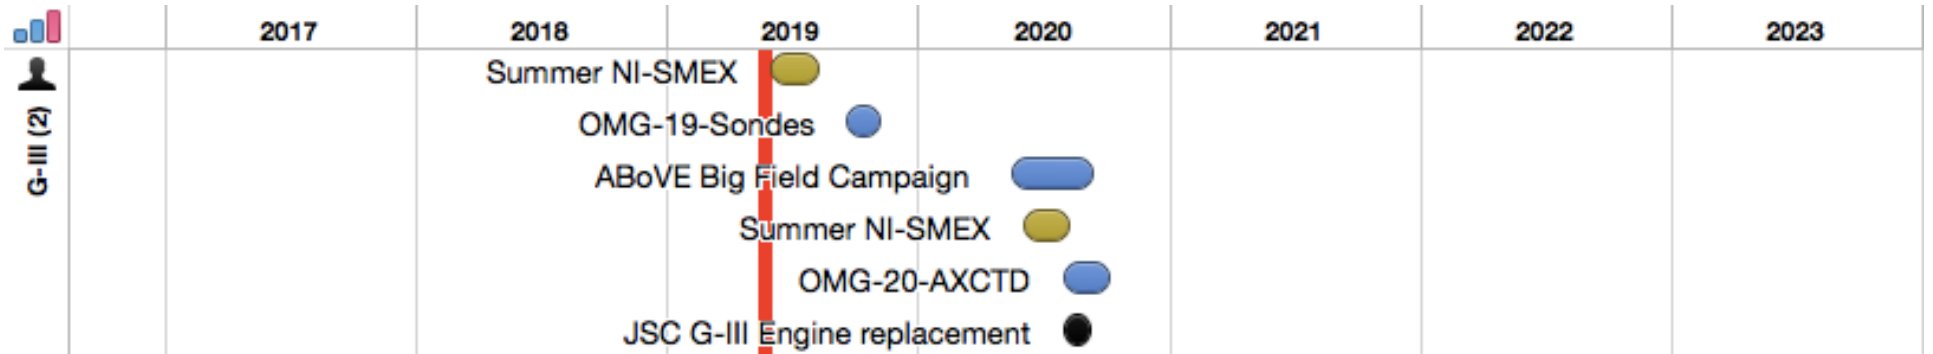 2017 2018 2019 2020 2021 2022 2023
G-III (2)
Summer NI-SMEX
OMG-19-Sondes
ABoVE Big Field Campaign
Summer NI-SMEX
OMG-20-AXCTD
JSC G-III Engine replacement